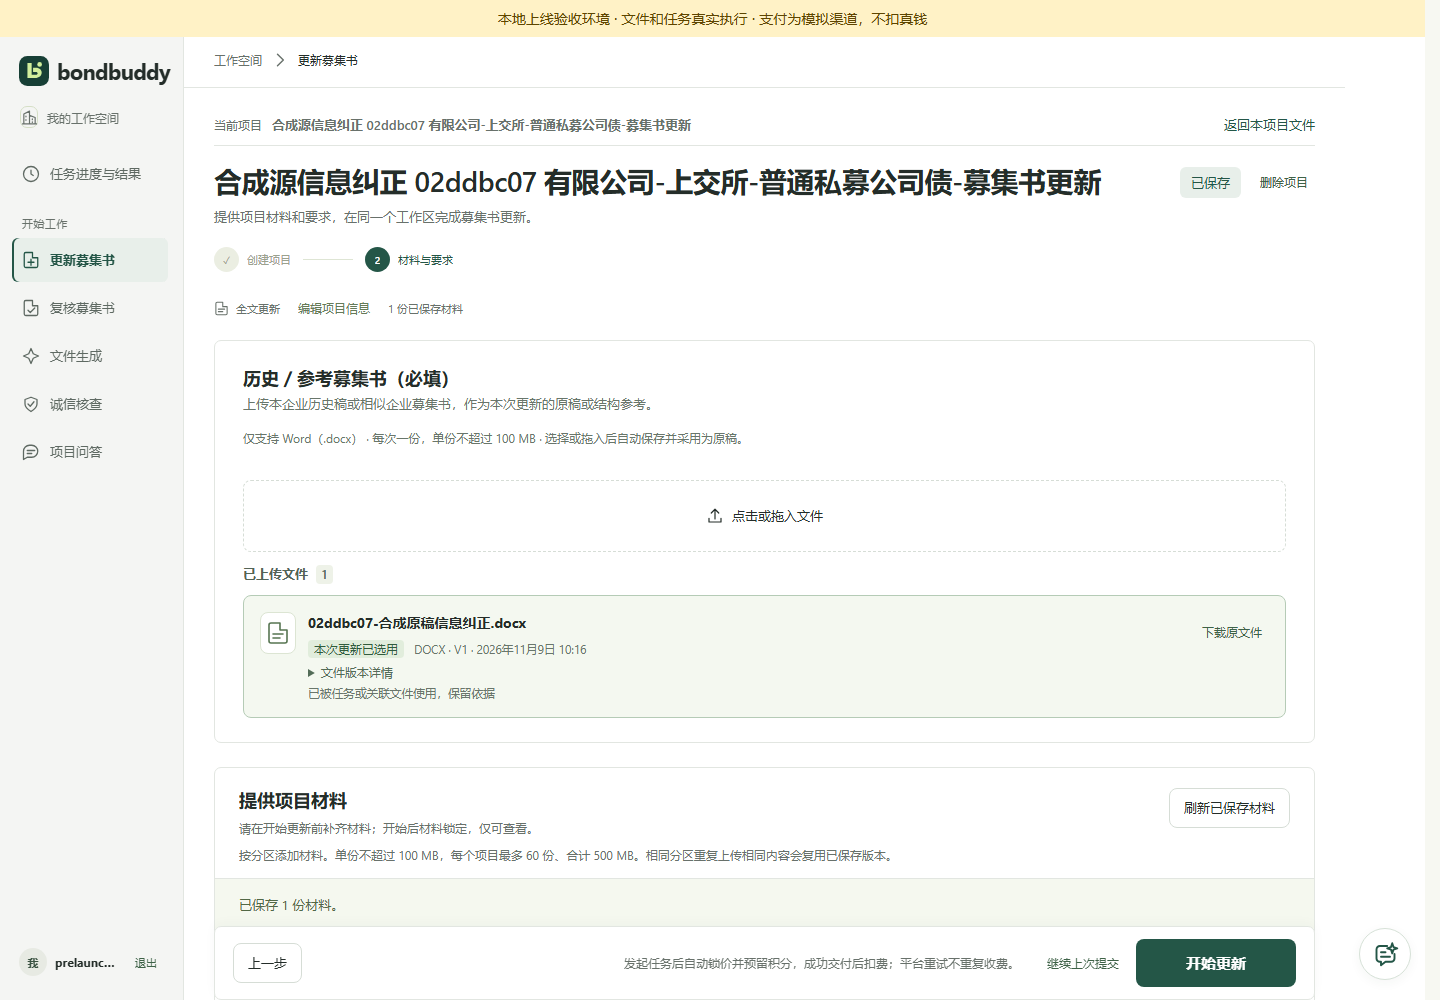 本地上线验收环境 · 文件和任务真实执行 · 支付为模拟渠道，不扣真钱
bondbuddy
我的工作空间
任务进度与结果
开始工作
更新募集书
复核募集书
文件生成
诚信核查
项目问答
我 prelaunc... 退出
工作空间 > 更新募集书
当前项目 合成源信息纠正 02ddbc07 有限公司-上交所-普通私募公司债-募集书更新
返回本项目文件
合成源信息纠正 02ddbc07 有限公司-上交所-普通私募公司债-募集书更新
已保存 删除项目
提供项目材料和要求，在同一个工作区完成募集书更新。
✓ 创建项目 2 材料与要求
全文更新 编辑项目信息 1 份已保存材料
历史 / 参考募集书（必填）
上传本企业历史稿或相似企业募集书，作为本次更新的原稿或结构参考。
仅支持 Word（.docx） · 每次一份，单份不超过 100 MB · 选择或拖入后自动保存并采用为原稿。
点击或拖入文件
已上传文件 1
02ddbc07-合成原稿信息纠正.docx
本次更新已选用 DOCX · V1 · 2026年11月9日 10:16
▶ 文件版本详情
已被任务或关联文件使用，保留依据
下载原文件
提供项目材料
请在开始更新前补齐材料；开始后材料锁定，仅可查看。
按分区添加材料。单份不超过 100 MB，每个项目最多 60 份、合计 500 MB。相同分区重复上传相同内容会复用已保存版本。
刷新已保存材料
已保存 1 份材料。
上一步
发起任务后自动锁价并预留积分，成功交付后扣费；平台重试不重复收费。
继续上次提交
开始更新